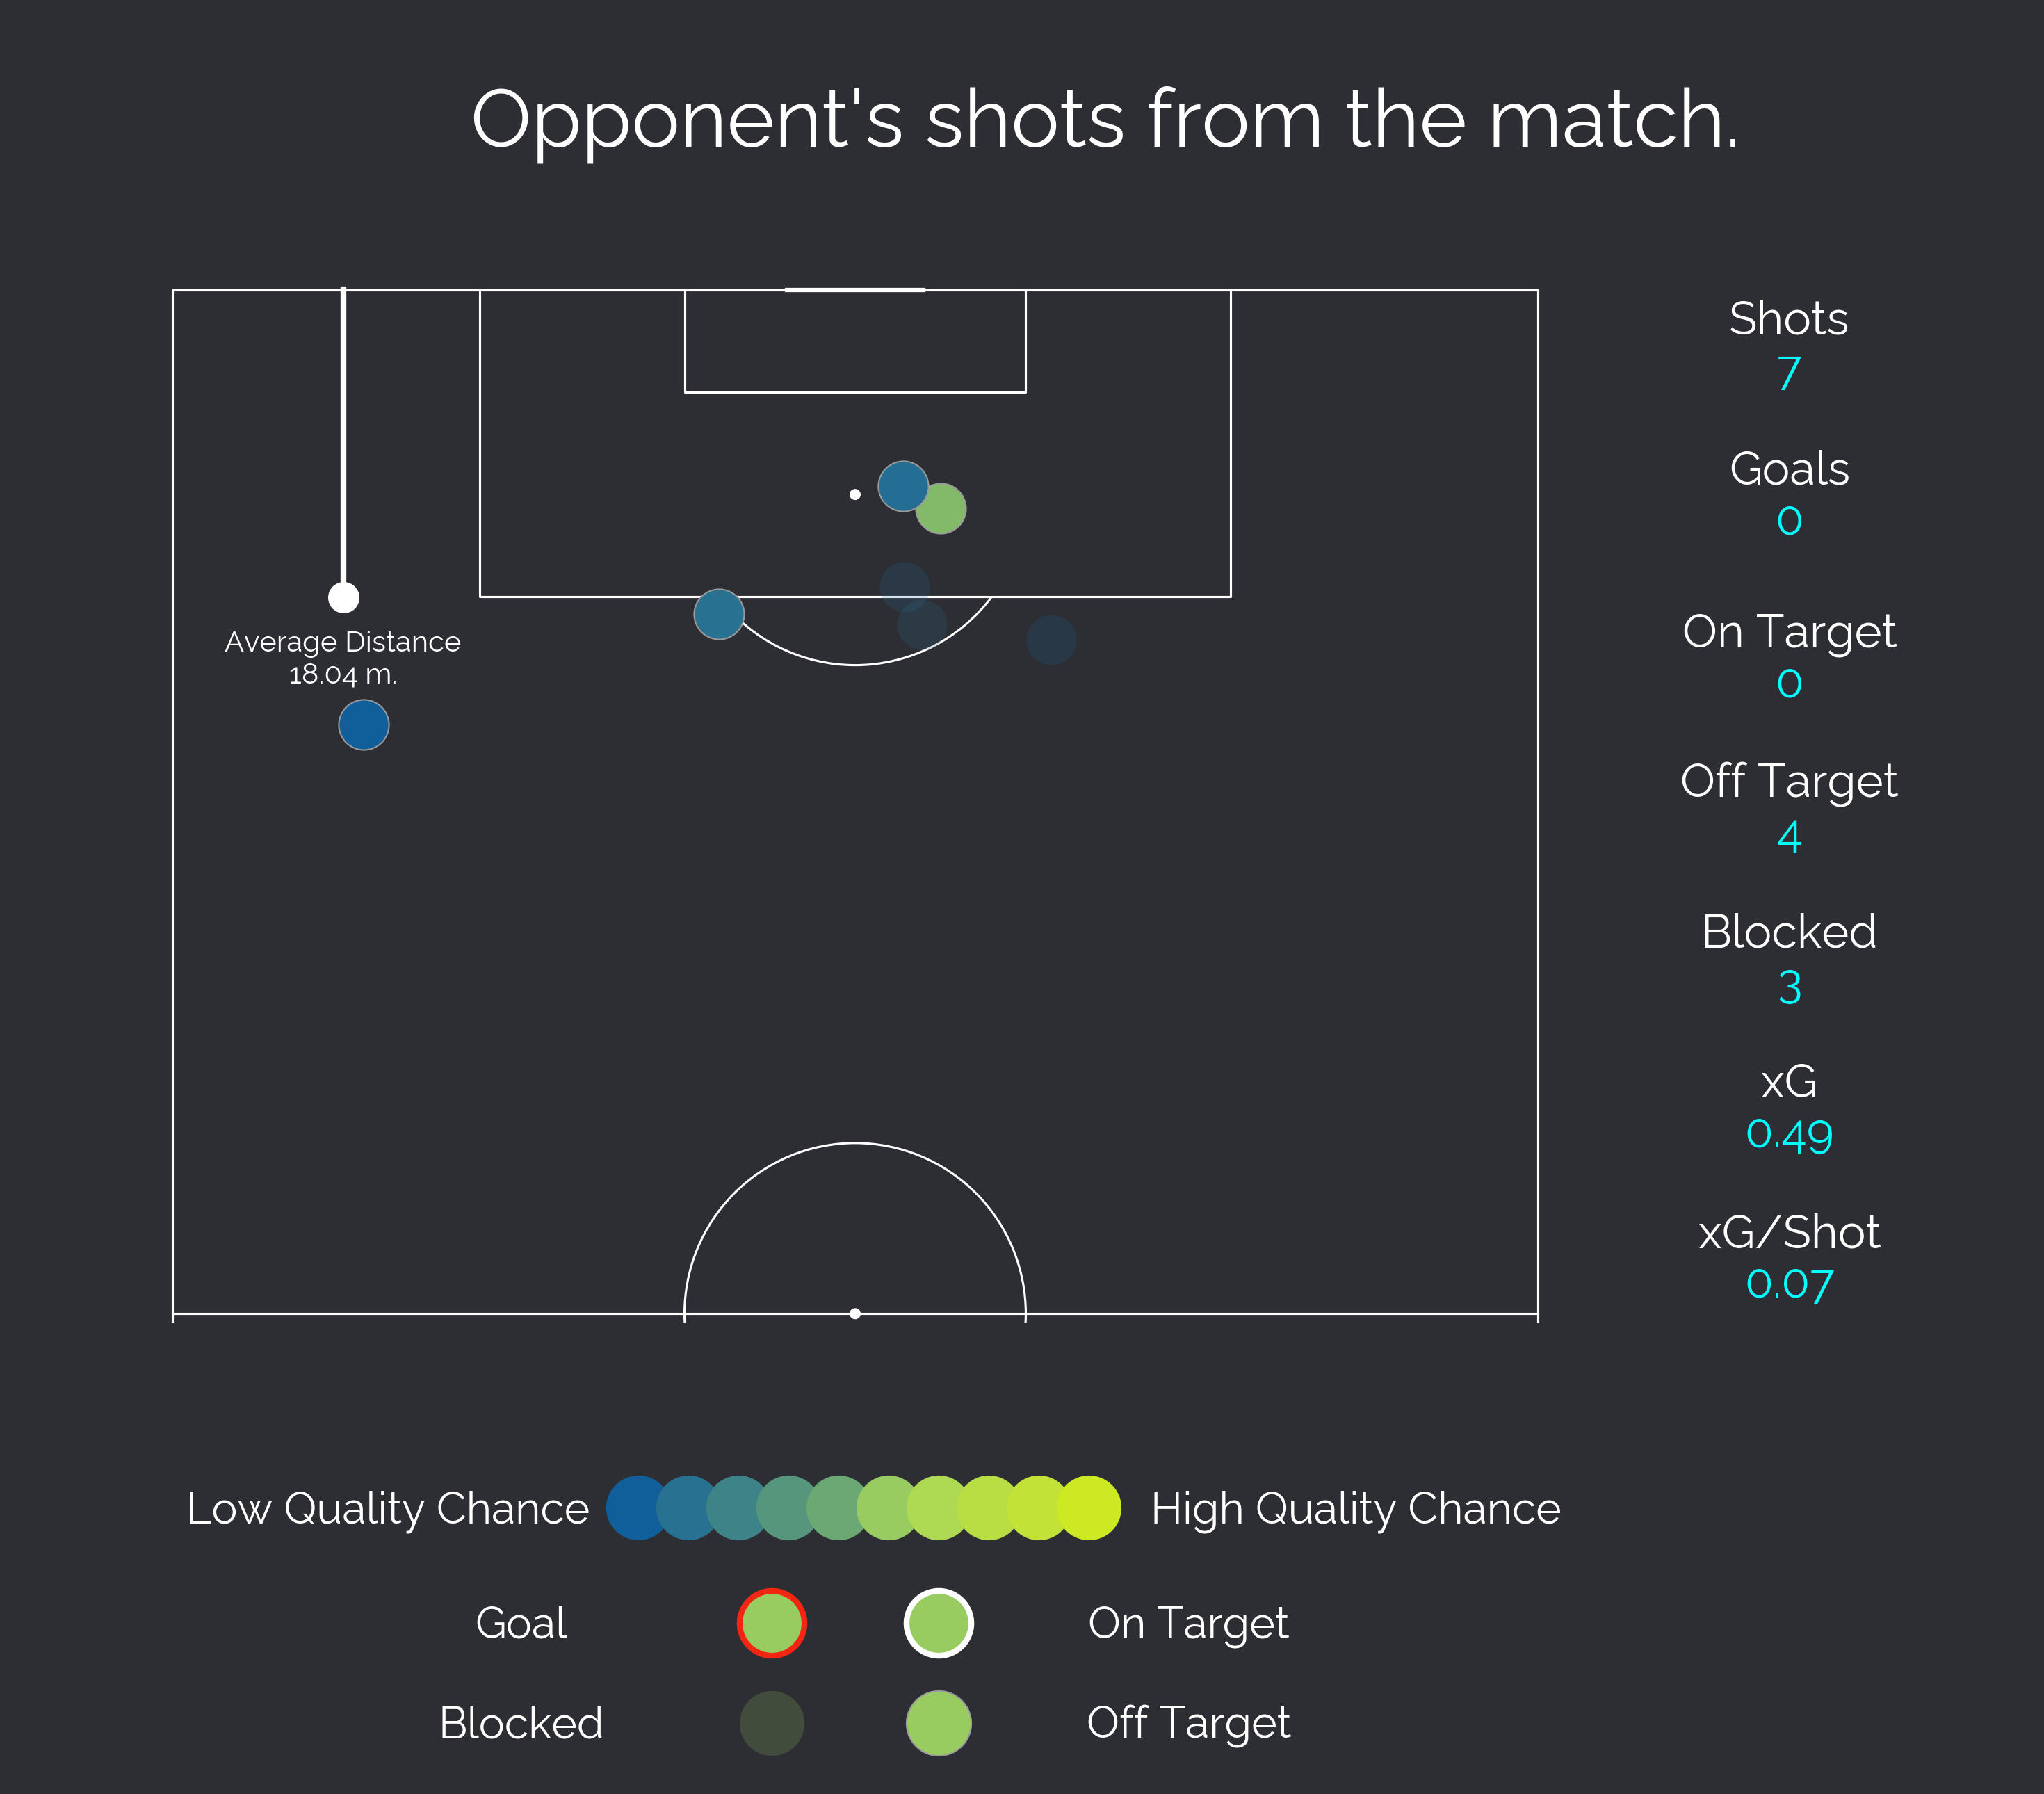 Opponent's shots from the match.
Shots
7
Goals
0
On Target
0
Off Target
4
Blocked
3
xG
0.49
xG/Shot
0.07
Average Distance
18.04 m.
Low Quality Chance
High Quality Chance
Goal
On Target
Blocked
Off Target